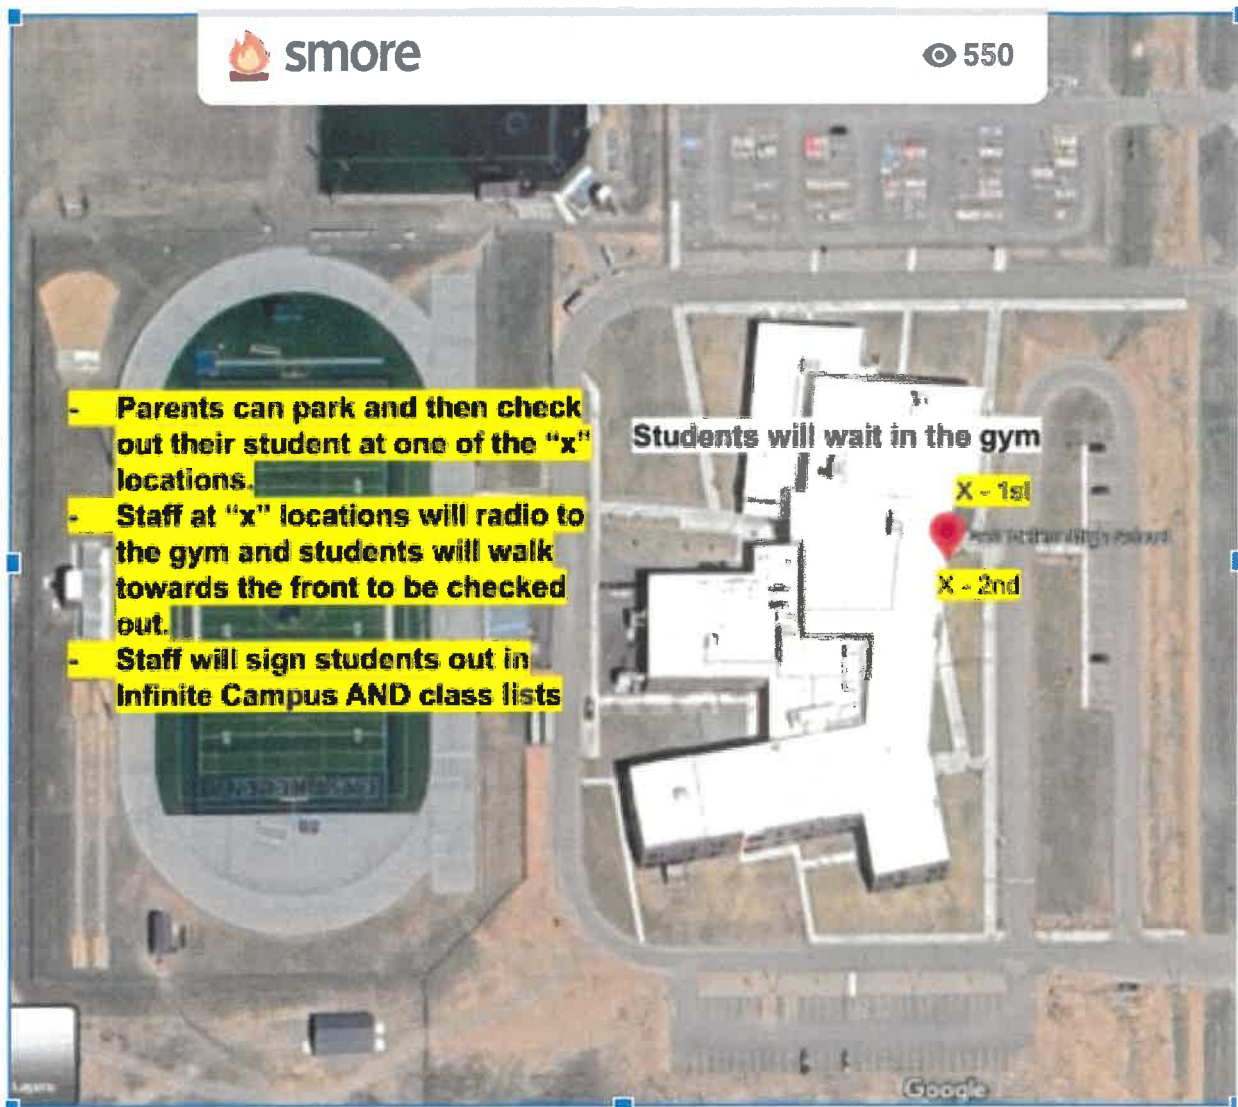 smore
550
- Parents can park and then check
out their student at one of the “x”
locations.
- Staff at “x” locations will radio to
the gym and students will walk
towards the front to be checked
out.
- Staff will sign students out in
Infinite Campus AND class lists
Students will wait in the gym
X - 1st
X - 2nd
Layers
Google